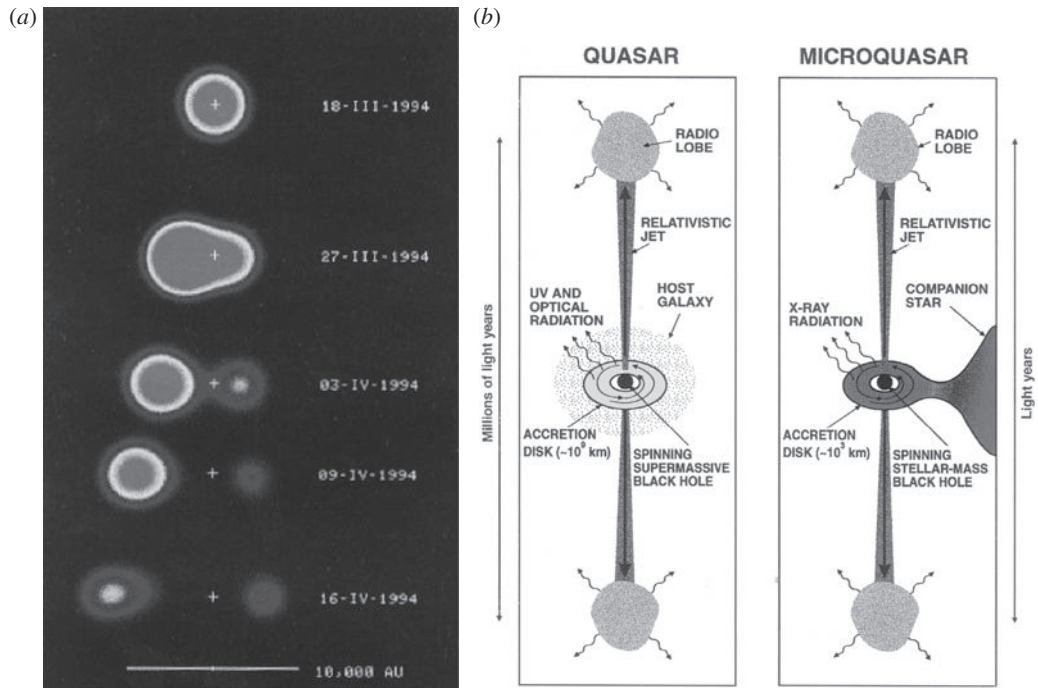 (a)
18-III-1994
27-III-1994
03-IV-1994
09-IV-1994
16-IV-1994
10,000 AU
(b)
QUASAR
Millions of light years
RADIO
LOBE
RELATIVISTIC
JET
UV AND
OPTICAL
RADIATION
HOST
GALAXY
ACCRETION
DISK (~10⁹ km)
SPINNING
SUPERMASSIVE
BLACK HOLE
MICROQUASAR
RADIO
LOBE
RELATIVISTIC
JET
COMPANION
STAR
X-RAY
RADIATION
ACCRETION
DISK (~10³ km)
SPINNING
STELLAR-MASS
BLACK HOLE
Light years